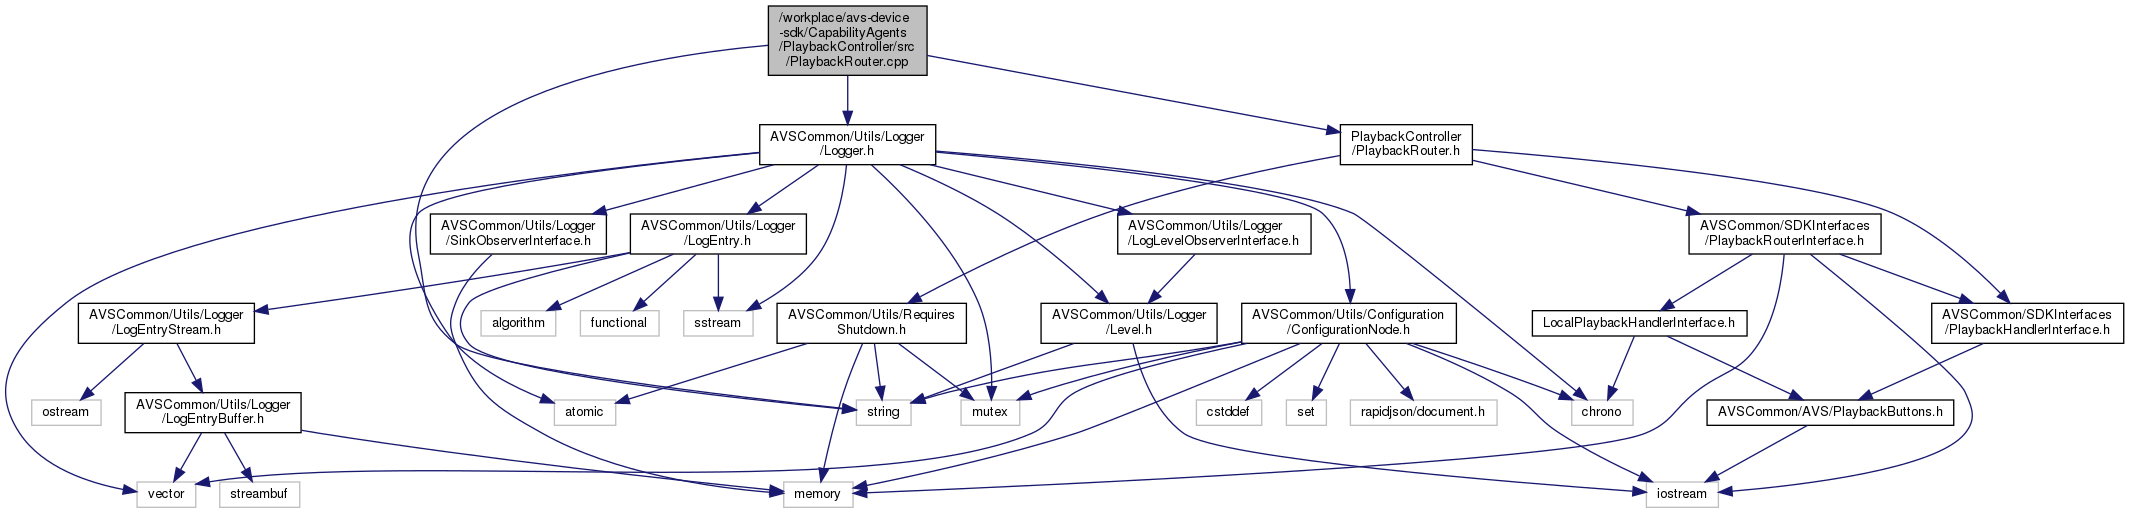 /workplace/avs-device
-sdk/CapabilityAgents
/PlaybackController/src
/PlaybackRouter.cpp
AVSCommon/Utils/Logger
/Logger.h
PlaybackController
/PlaybackRouter.h
AVSCommon/Utils/Logger
/SinkObserverInterface.h
AVSCommon/Utils/Logger
/LogEntry.h
AVSCommon/Utils/Logger
/LogLevelObserverInterface.h
AVSCommon/SDKInterfaces
/PlaybackRouterInterface.h
AVSCommon/Utils/Logger
/LogEntryStream.h
algorithm
functional
sstream
AVSCommon/Utils/Requires
Shutdown.h
AVSCommon/Utils/Logger
/Level.h
AVSCommon/Utils/Configuration
/ConfigurationNode.h
LocalPlaybackHandlerInterface.h
AVSCommon/SDKInterfaces
/PlaybackHandlerInterface.h
ostream
AVSCommon/Utils/Logger
/LogEntryBuffer.h
atomic
string
mutex
cstddef
set
rapidjson/document.h
chrono
AVSCommon/AVS/PlaybackButtons.h
vector
streambuf
memory
iostream